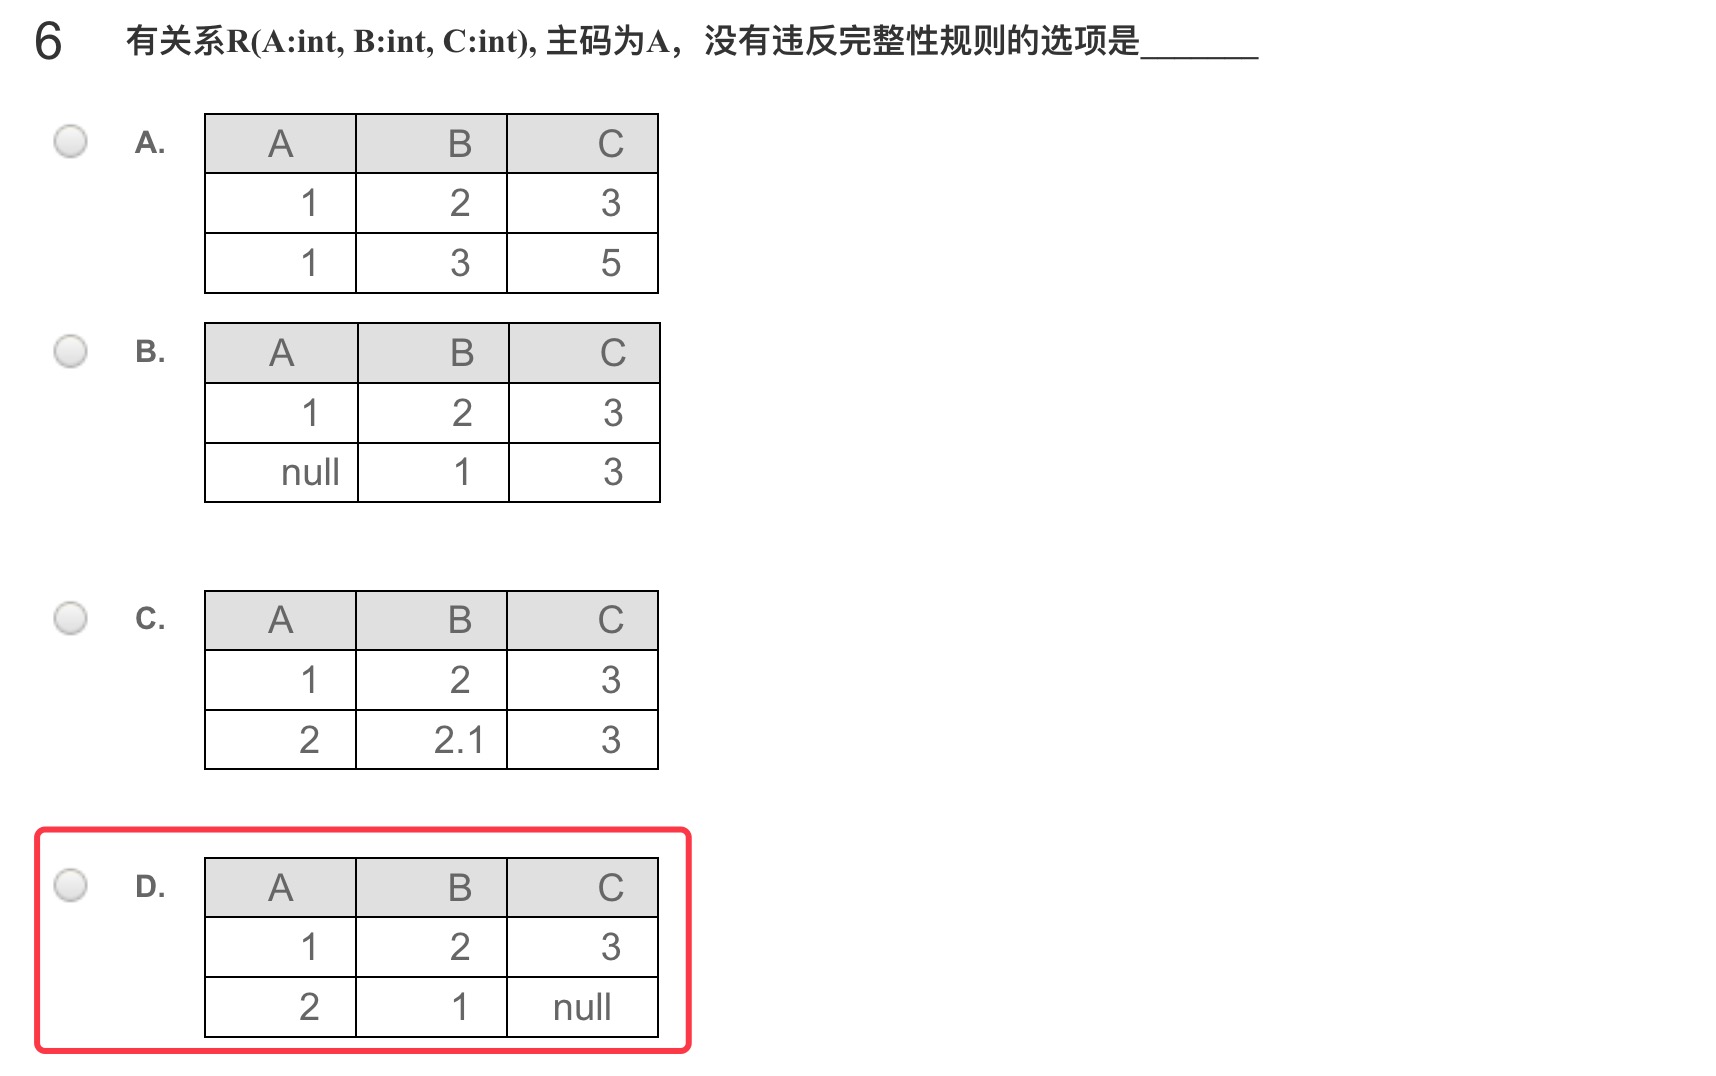 6 有关系R(A:int, B:int, C:int), 主码为A，没有违反完整性规则的选项是_______
A.
A B C
1 2 3
1 3 5
B.
A B C
1 2 3
null 1 3
C.
A B C
1 2 3
2 2.1 3
D.
A B C
1 2 3
2 1 null